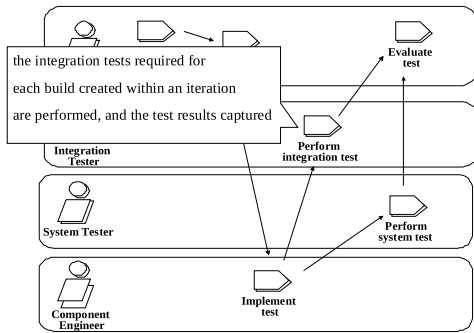 Evaluate
test
the integration tests required for
each build created within an iteration
are performed, and the test results captured
Integration
Tester
Perform
integration test
System Tester
Perform
system test
Component
Engineer
Implement
test